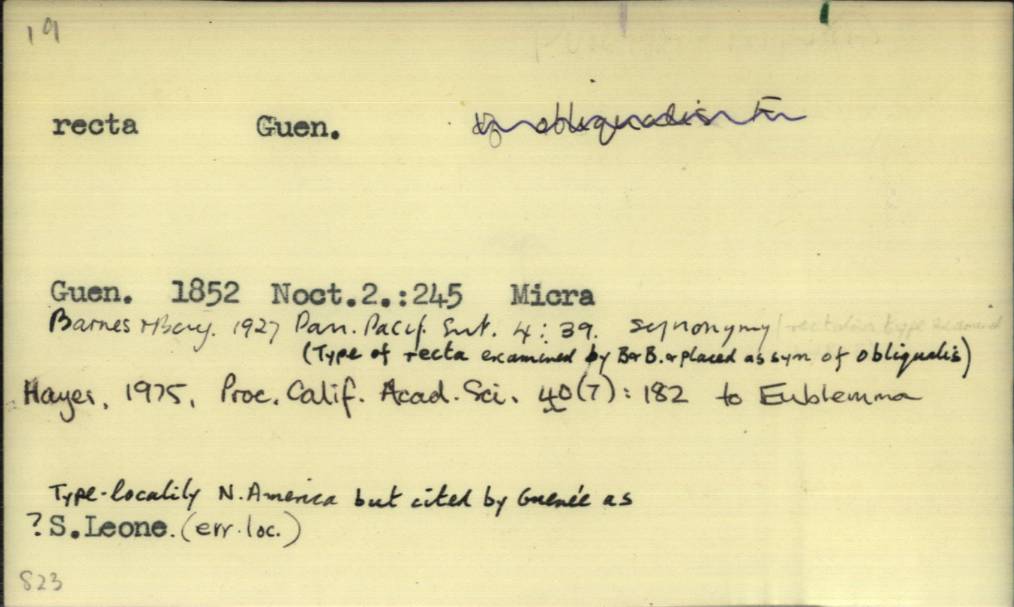 19
recta Guen. obliqualis F.
Guen. 1852 Noct.2.:245 Micra
Barnes & Benj. 1927 Pan. Pacif. Ent. 4: 39. synonymy
(Type of recta examined by B & B. & placed as sym of obliqualis)
Hayes, 1975, Proc. Calif. Acad. Sci. 40(7): 182 to Eublemma
Type-locality N. America but cited by Guenée as
? S.Leone. (err. loc.)
823